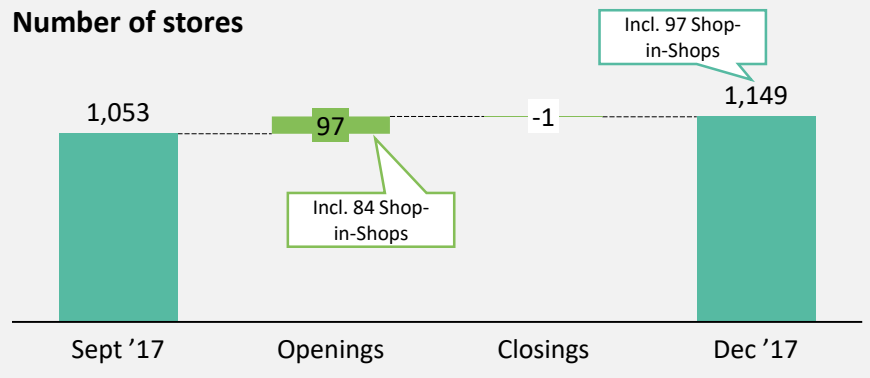 Number of stores
Incl. 97 Shop-
in-Shops
1,053
97
-1
1,149
Incl. 84 Shop-
in-Shops
Sept ’17
Openings
Closings
Dec ’17